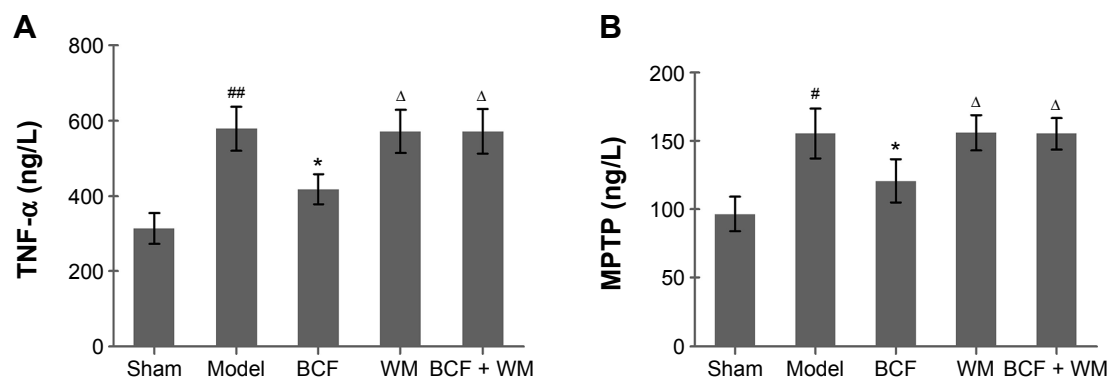 A
TNF-α (ng/L)
800
600
400
200
0
##
*
Δ
Δ
Sham
Model
BCF
WM
BCF + WM
B
MPTP (ng/L)
200
150
100
50
0
#
*
Δ
Δ
Sham
Model
BCF
WM
BCF + WM